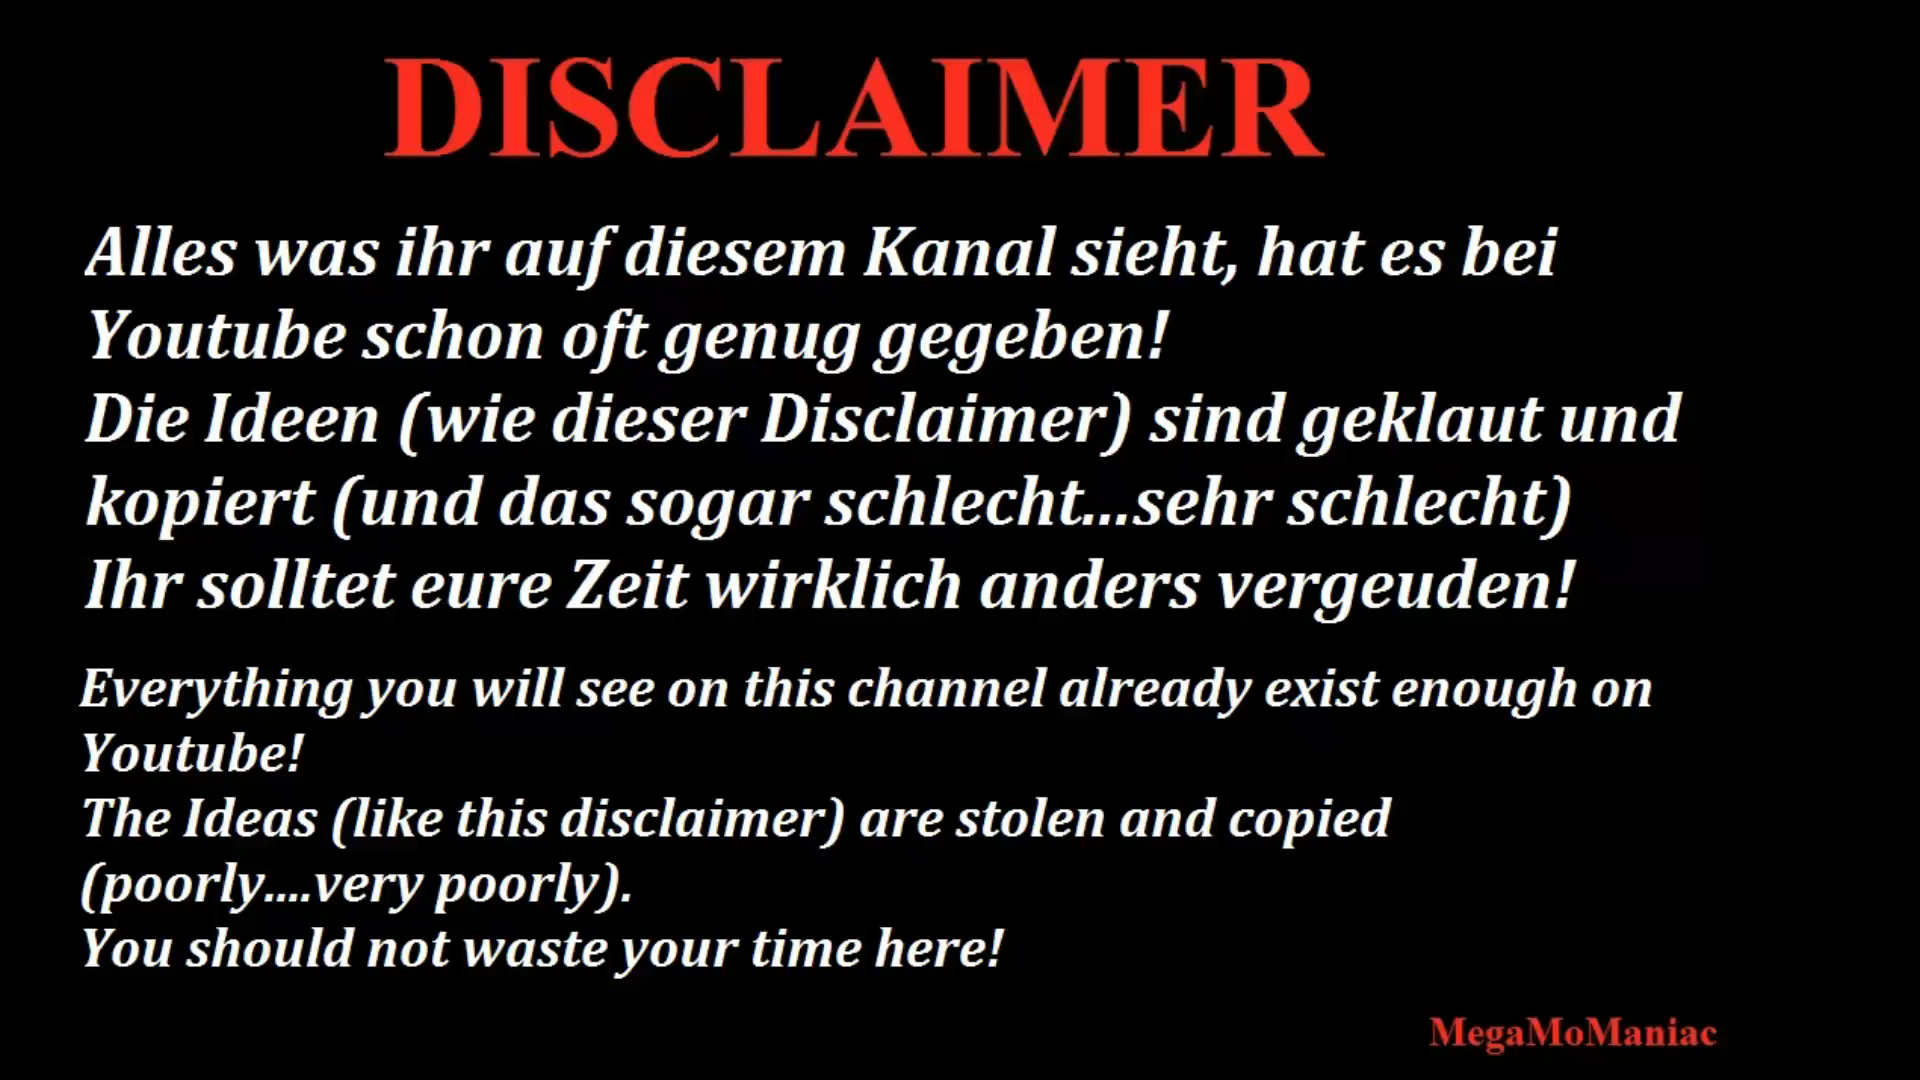 DISCLAIMER
Alles was ihr auf diesem Kanal sieht, hat es bei
Youtube schon oft genug gegeben!
Die Ideen (wie dieser Disclaimer) sind geklaut und
kopiert (und das sogar schlecht...sehr schlecht)
Ihr solltet eure Zeit wirklich anders vergeuden!
Everything you will see on this channel already exist enough on
Youtube!
The Ideas (like this disclaimer) are stolen and copied
(poorly....very poorly).
You should not waste your time here!
MegaMoManiac